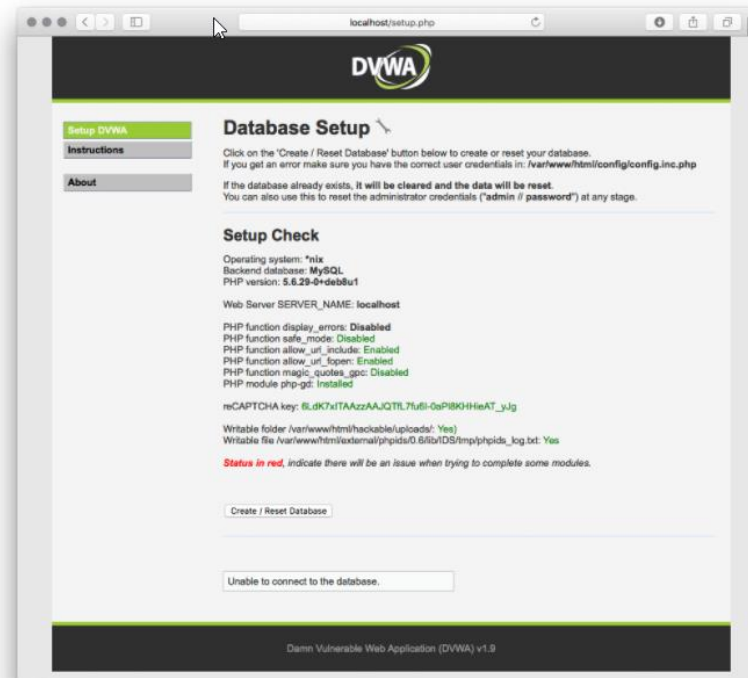 localhost/setup.php
DVWA
Setup DVWA
Instructions
About
Database Setup
Click on the 'Create / Reset Database' button below to create or reset your database.
If you get an error make sure you have the correct user credentials in: /var/www/html/config/config.inc.php
If the database already exists, it will be cleared and the data will be reset.
You can also use this to reset the administrator credentials ("admin // password") at any stage.
Setup Check
Operating system: *nix
Backend database: MySQL
PHP version: 5.6.29-0+deb8u1
Web Server SERVER_NAME: localhost
PHP function display_errors: Disabled
PHP function safe_mode: Disabled
PHP function allow_url_include: Enabled
PHP function allow_url_fopen: Enabled
PHP function magic_quotes_gpc: Disabled
PHP module php-gd: Installed
reCAPTCHA key:
Writable folder /var/www/html/hackable/uploads/: Yes)
Writable file /var/www/html/external/phpids/0.6/lib/IDS/tmp/phpids_log.txt: Yes
Status in red, indicate there will be an issue when trying to complete some modules.
Create / Reset Database
Unable to connect to the database.
Damn Vulnerable Web Application (DVWA) v1.9